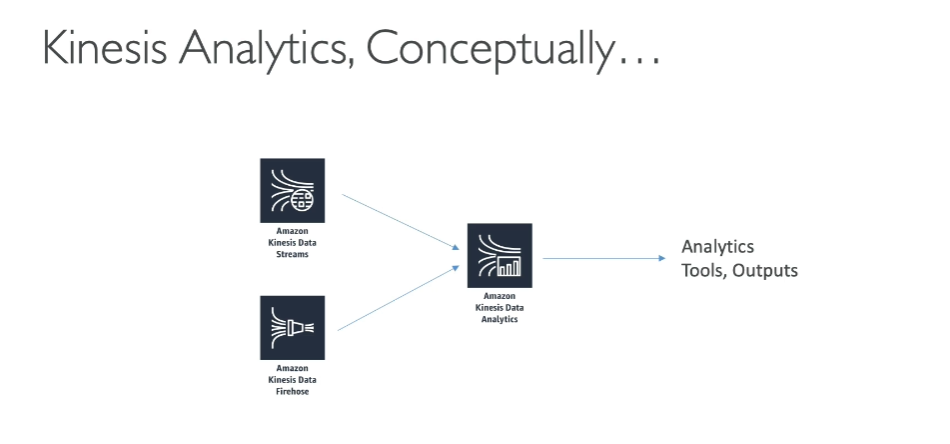 Kinesis Analytics, Conceptually...
Amazon
Kinesis Data
Streams
Amazon
Kinesis Data
Analytics
Analytics
Tools, Outputs
Amazon
Kinesis Data
Firehose